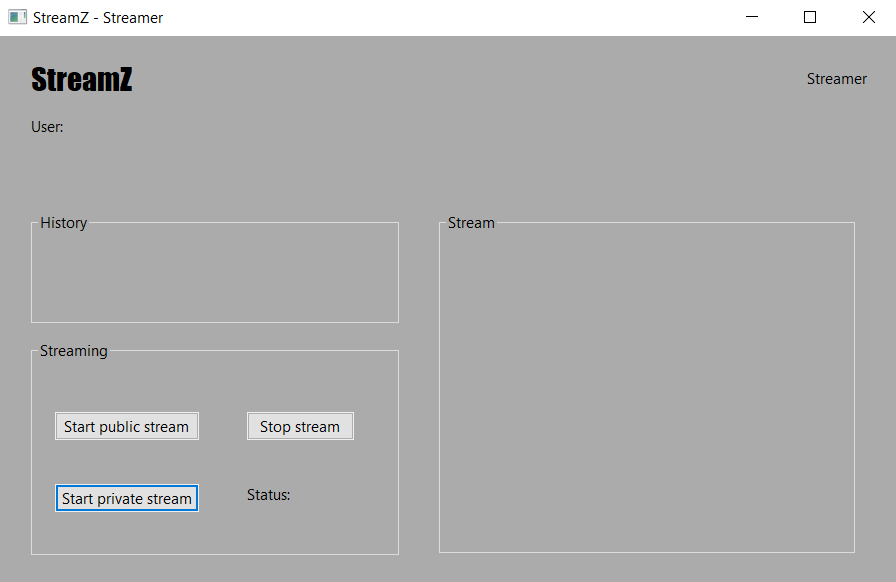 StreamZ - Streamer
StreamZ
Streamer
User:
History
Stream
Streaming
Start public stream
Stop stream
Start private stream
Status: